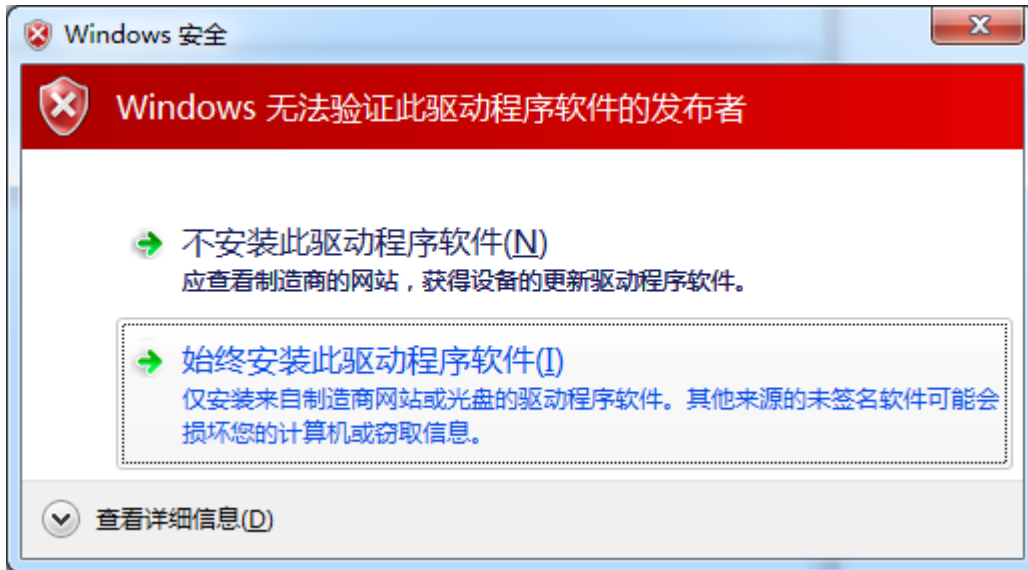 Windows 安全
Windows 无法验证此驱动程序软件的发布者
不安装此驱动程序软件(N)
应查看制造商的网站，获得设备的更新驱动程序软件。
始终安装此驱动程序软件(I)
仅安装来自制造商网站或光盘的驱动程序软件。其他来源的未签名软件可能会
损坏您的计算机或窃取信息。
查看详细信息(D)